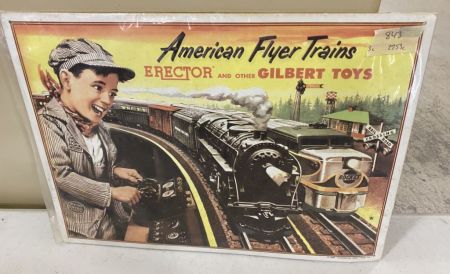 American Flyer Trains
ERECTOR AND OTHER GILBERT TOYS
843